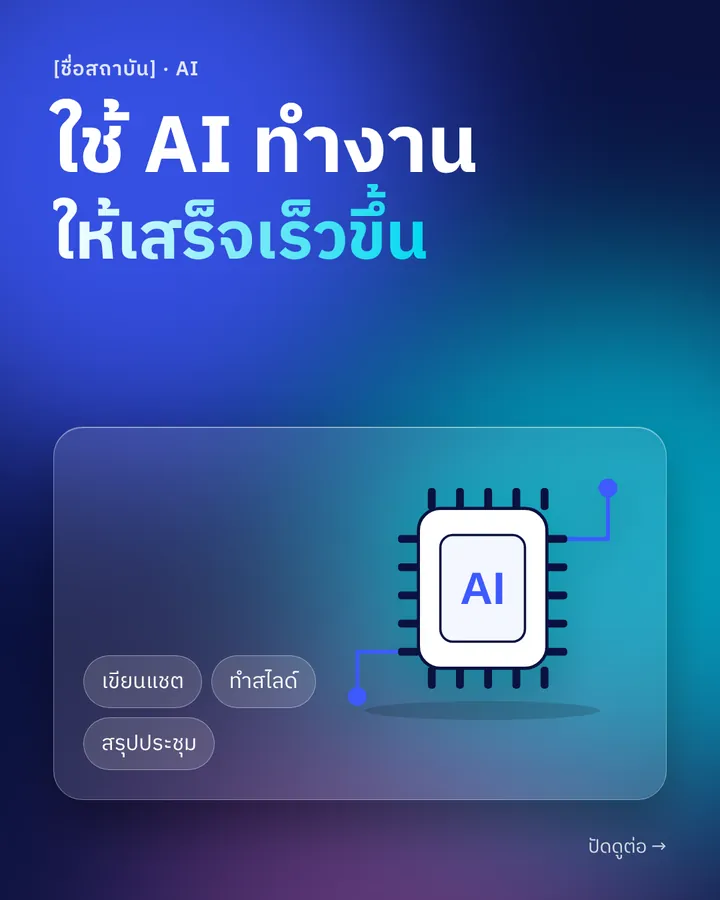 [ชื่อสถาบัน] · AI
ใช้ AI ทำงาน
ให้เสร็จเร็วขึ้น
AI
เขียนแชต
ทำสไลด์
สรุปประชุม
ปัดดูต่อ →